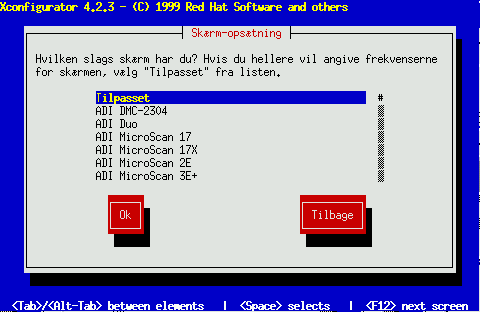 Xconfigurator 4.2.3 - (C) 1999 Red Hat Software and others
Skærm-opsætning
Hvilken slags skærm har du? Hvis du hellere vil angive frekvenserne
for skærmen, vælg "Tilpasset" fra listen.
Tilpasset #
ADI DMC-2304
ADI Duo
ADI MicroScan 17
ADI MicroScan 17X
ADI MicroScan 2E
ADI MicroScan 3E+
Ok Tilbage
<Tab>/<Alt-Tab> between elements | <Space> selects | <F12> next screen